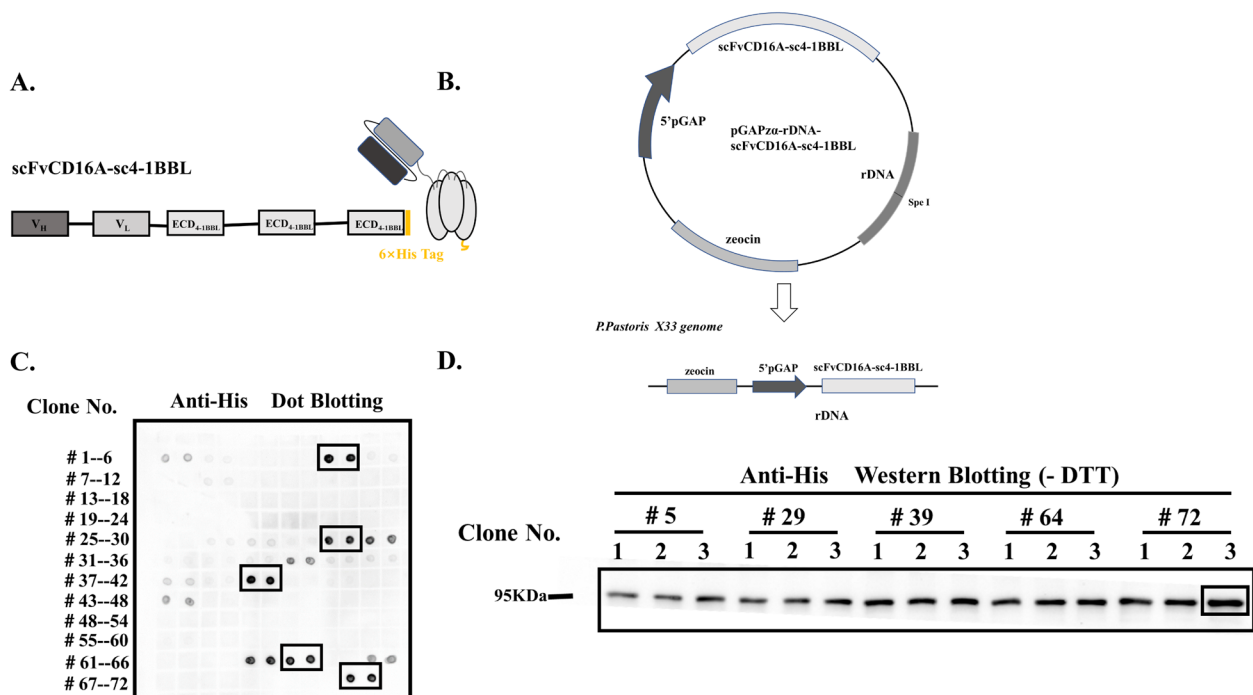 A.
scFvCD16A-sc4-1BBL
VH
VL
ECD4-1BBL
ECD4-1BBL
ECD4-1BBL
6×His Tag
B.
scFvCD16A-sc4-1BBL
5'pGAP
pGAPzα-rDNA-
scFvCD16A-sc4-1BBL
rDNA
Spe I
zeocin
P.Pastoris X33 genome
zeocin
5'pGAP
scFvCD16A-sc4-1BBL
rDNA
C.
Clone No.
Anti-His Dot Blotting
# 1--6
# 7--12
# 13--18
# 19--24
# 25--30
# 31--36
# 37--42
# 43--48
# 48--54
# 55--60
# 61--66
# 67--72
D.
Anti-His Western Blotting (- DTT)
Clone No.
# 5 # 29 # 39 # 64 # 72
1 2 3 1 2 3 1 2 3 1 2 3 1 2 3
95KDa